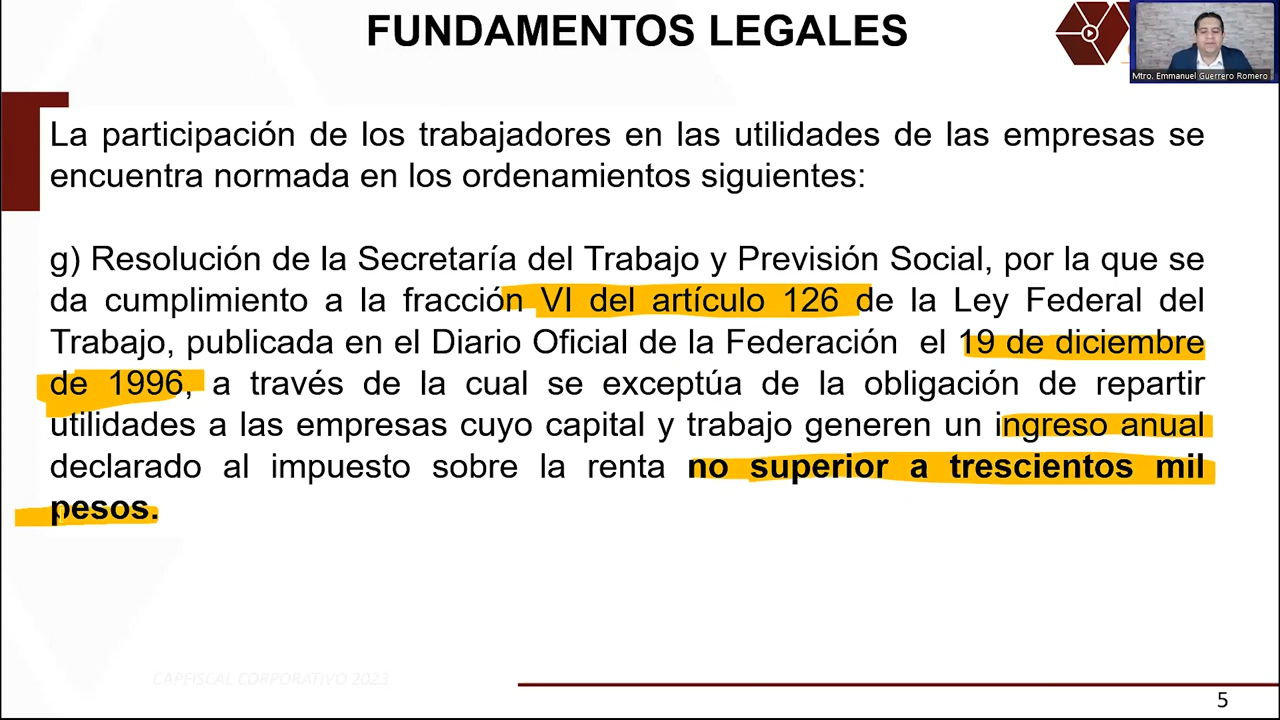 FUNDAMENTOS LEGALES
Mtro. Emmanuel Guerrero Romero
La participación de los trabajadores en las utilidades de las empresas se
encuentra normada en los ordenamientos siguientes:
g) Resolución de la Secretaría del Trabajo y Previsión Social, por la que se
da cumplimiento a la fracción VI del artículo 126 de la Ley Federal del
Trabajo, publicada en el Diario Oficial de la Federación el 19 de diciembre
de 1996, a través de la cual se exceptúa de la obligación de repartir
utilidades a las empresas cuyo capital y trabajo generen un ingreso anual
declarado al impuesto sobre la renta no superior a trescientos mil
pesos.
CAPFISCAL CORPORATIVO 2023
5